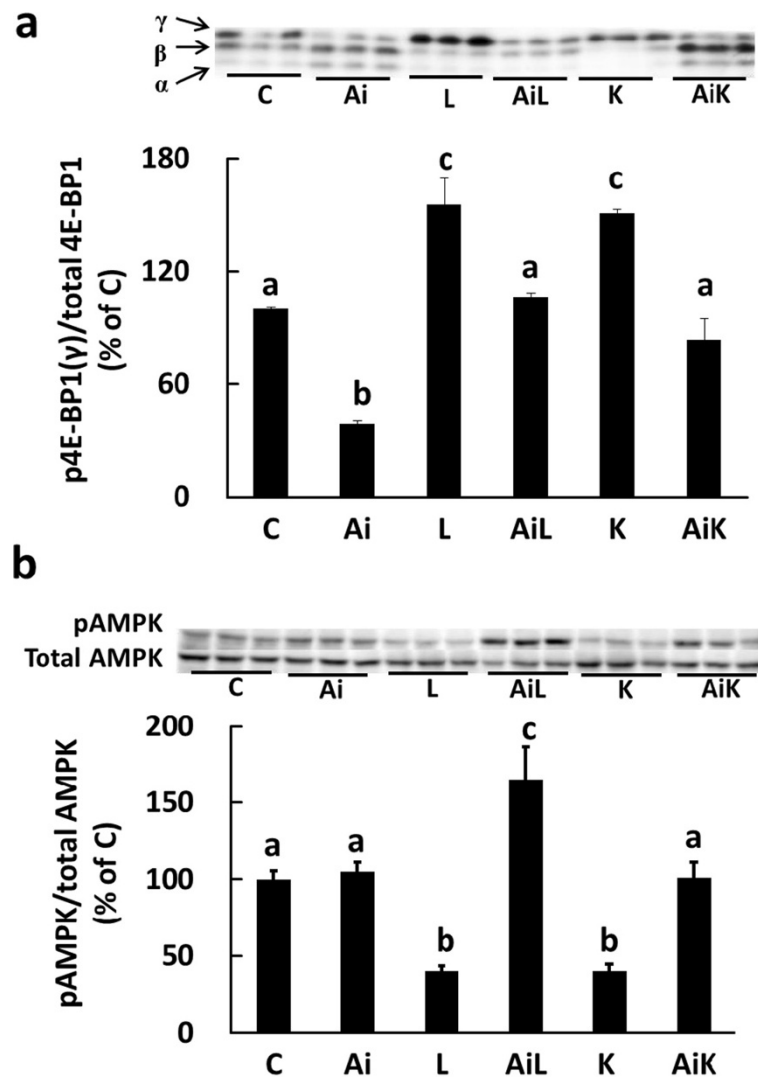 a
γ
β
α
C Ai L AiL K AiK
p4E-BP1(γ)/total 4E-BP1
(% of C)
180
120
60
0
a b c a c a
C Ai L AiL K AiK
b
pAMPK
Total AMPK
C Ai L AiL K AiK
pAMPK/total AMPK
(% of C)
200
150
100
50
0
a a b c b a
C Ai L AiL K AiK